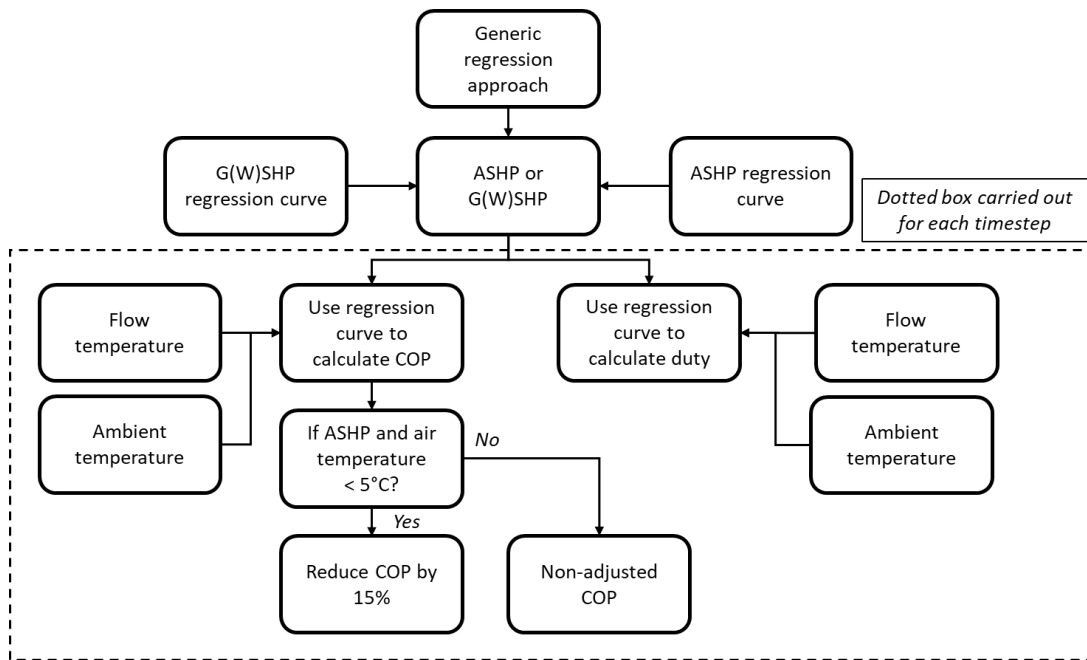 Generic
regression
approach
G(W)SHP
regression curve
ASHP or
G(W)SHP
ASHP regression
curve
Dotted box carried out
for each timestep
Flow
temperature
Use regression
curve to
calculate COP
Use regression
curve to
calculate duty
Flow
temperature
Ambient
temperature
If ASHP and air
temperature
< 5°C?
No
Ambient
temperature
Yes
Reduce COP by
15%
Non-adjusted
COP